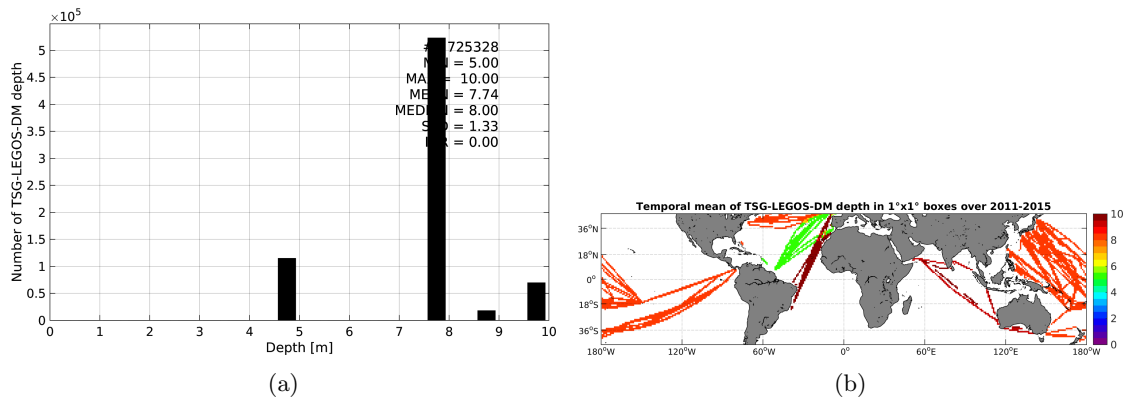 ×10⁵
5
4.5
4
3.5
3
2.5
2
1.5
1
0.5
0
Number of TSG-LEGOS-DM depth
725328
= 5.00
= 10.00
= 7.74
= 8.00
= 1.33
= 0.00
0 1 2 3 4 5 6 7 8 9 10
Depth [m]
(a)
Temporal mean of TSG-LEGOS-DM depth in 1°x1° boxes over 2011-2015
36°N
18°N
0°
18°S
36°S
180°W 120°W 60°W 0° 60°E 120°E 180°W
10
8
6
4
2
0
(b)